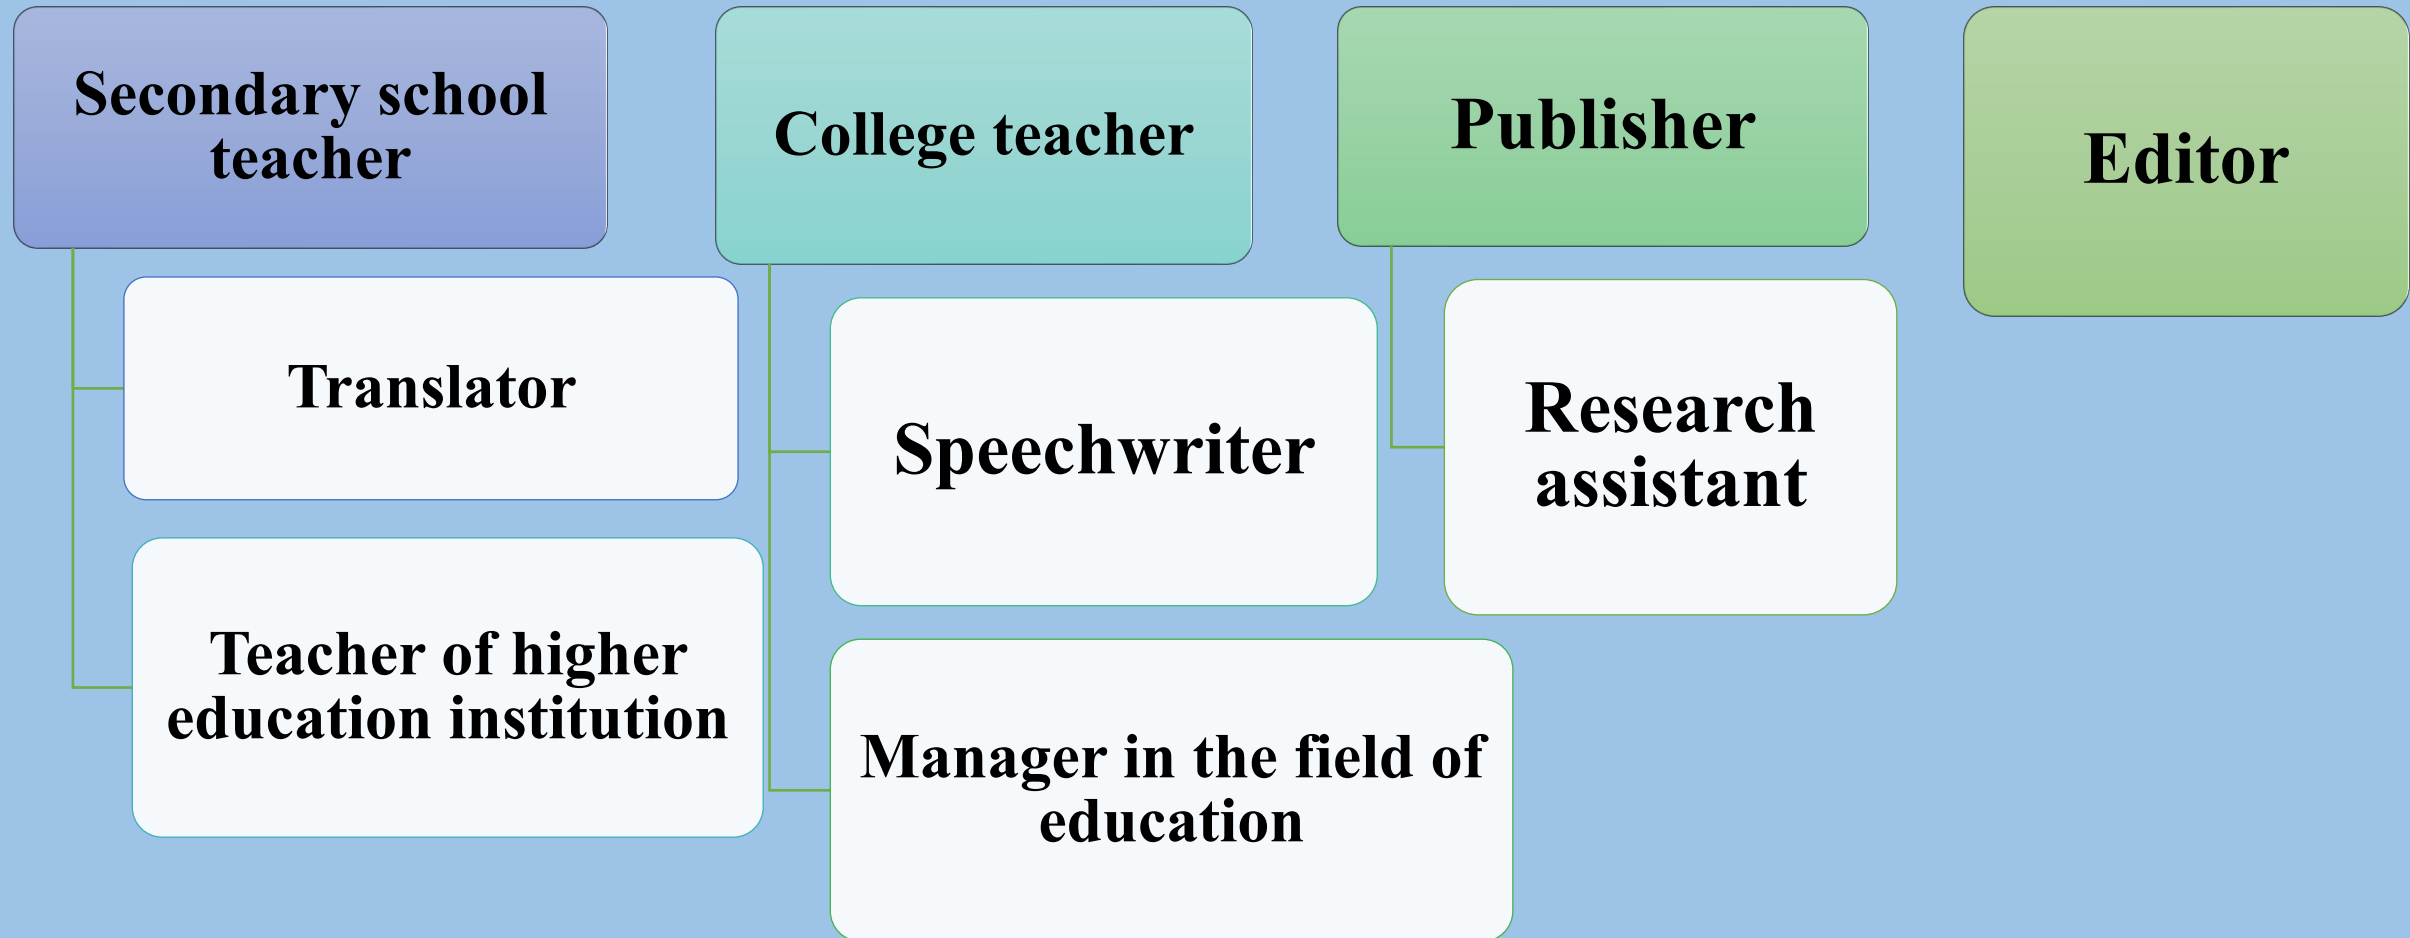 Secondary school
teacher
Translator
Teacher of higher
education institution
College teacher
Speechwriter
Manager in the field of
education
Publisher
Research
assistant
Editor